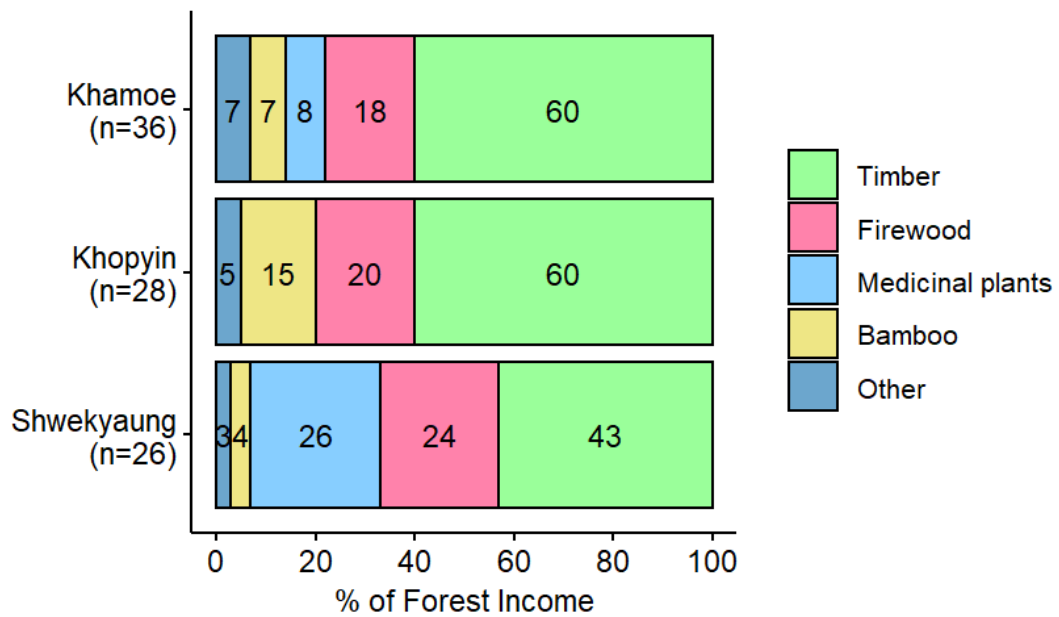 Khamoe
(n=36)
7 7 8 18 60
Khopyin
(n=28)
5 15 20 60
Shwekyaung
(n=26)
3 4 26 24 43
0 20 40 60 80 100
% of Forest Income
Timber
Firewood
Medicinal plants
Bamboo
Other